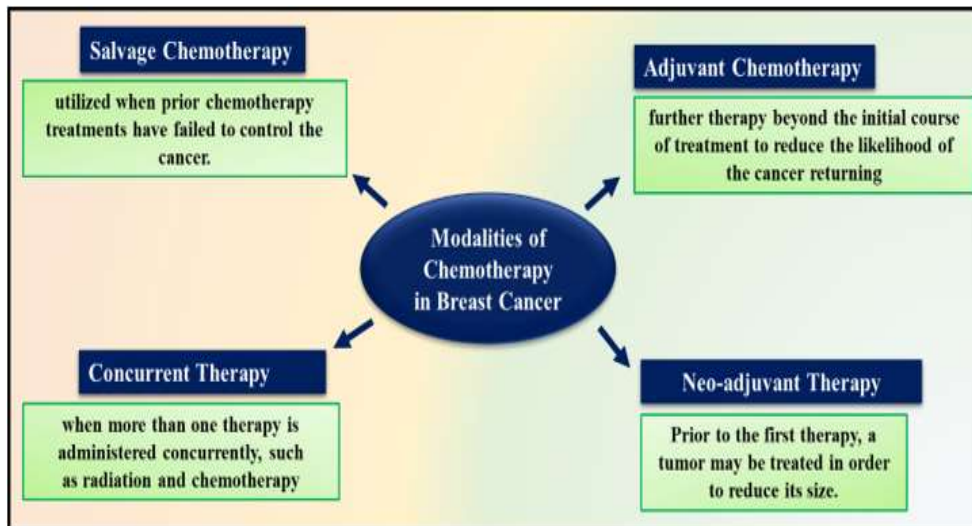 Salvage Chemotherapy
utilized when prior chemotherapy
treatments have failed to control the
cancer.
Adjuvant Chemotherapy
further therapy beyond the initial course
of treatment to reduce the likelihood of
the cancer returning
Modalities of
Chemotherapy
in Breast Cancer
Concurrent Therapy
when more than one therapy is
administered concurrently, such
as radiation and chemotherapy
Neo-adjuvant Therapy
Prior to the first therapy, a
tumor may be treated in order
to reduce its size.